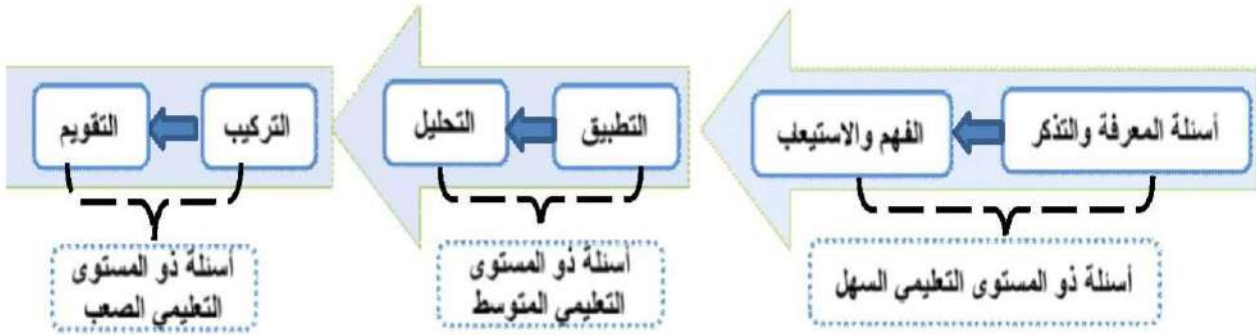 أسئلة المعرفة والتذكر
الفهم والاستيعاب
أسئلة ذو المستوى التعليمي السهل
التطبيق
التحليل
أسئلة ذو المستوى
التعليمي المتوسط
التركيب
التقويم
أسئلة ذو المستوى
التعليمي الصعب